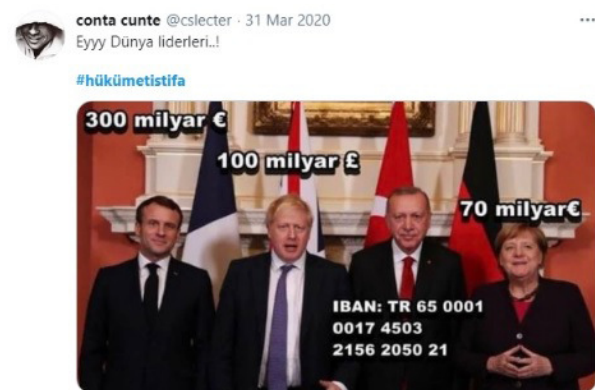 conta cunte @cslecter · 31 Mar 2020
Eyyy Dünya liderleri..!
#hükümetistifa
300 milyar €
100 milyar £
70 milyar€
IBAN: TR 65 0001
0017 4503
2156 2050 21